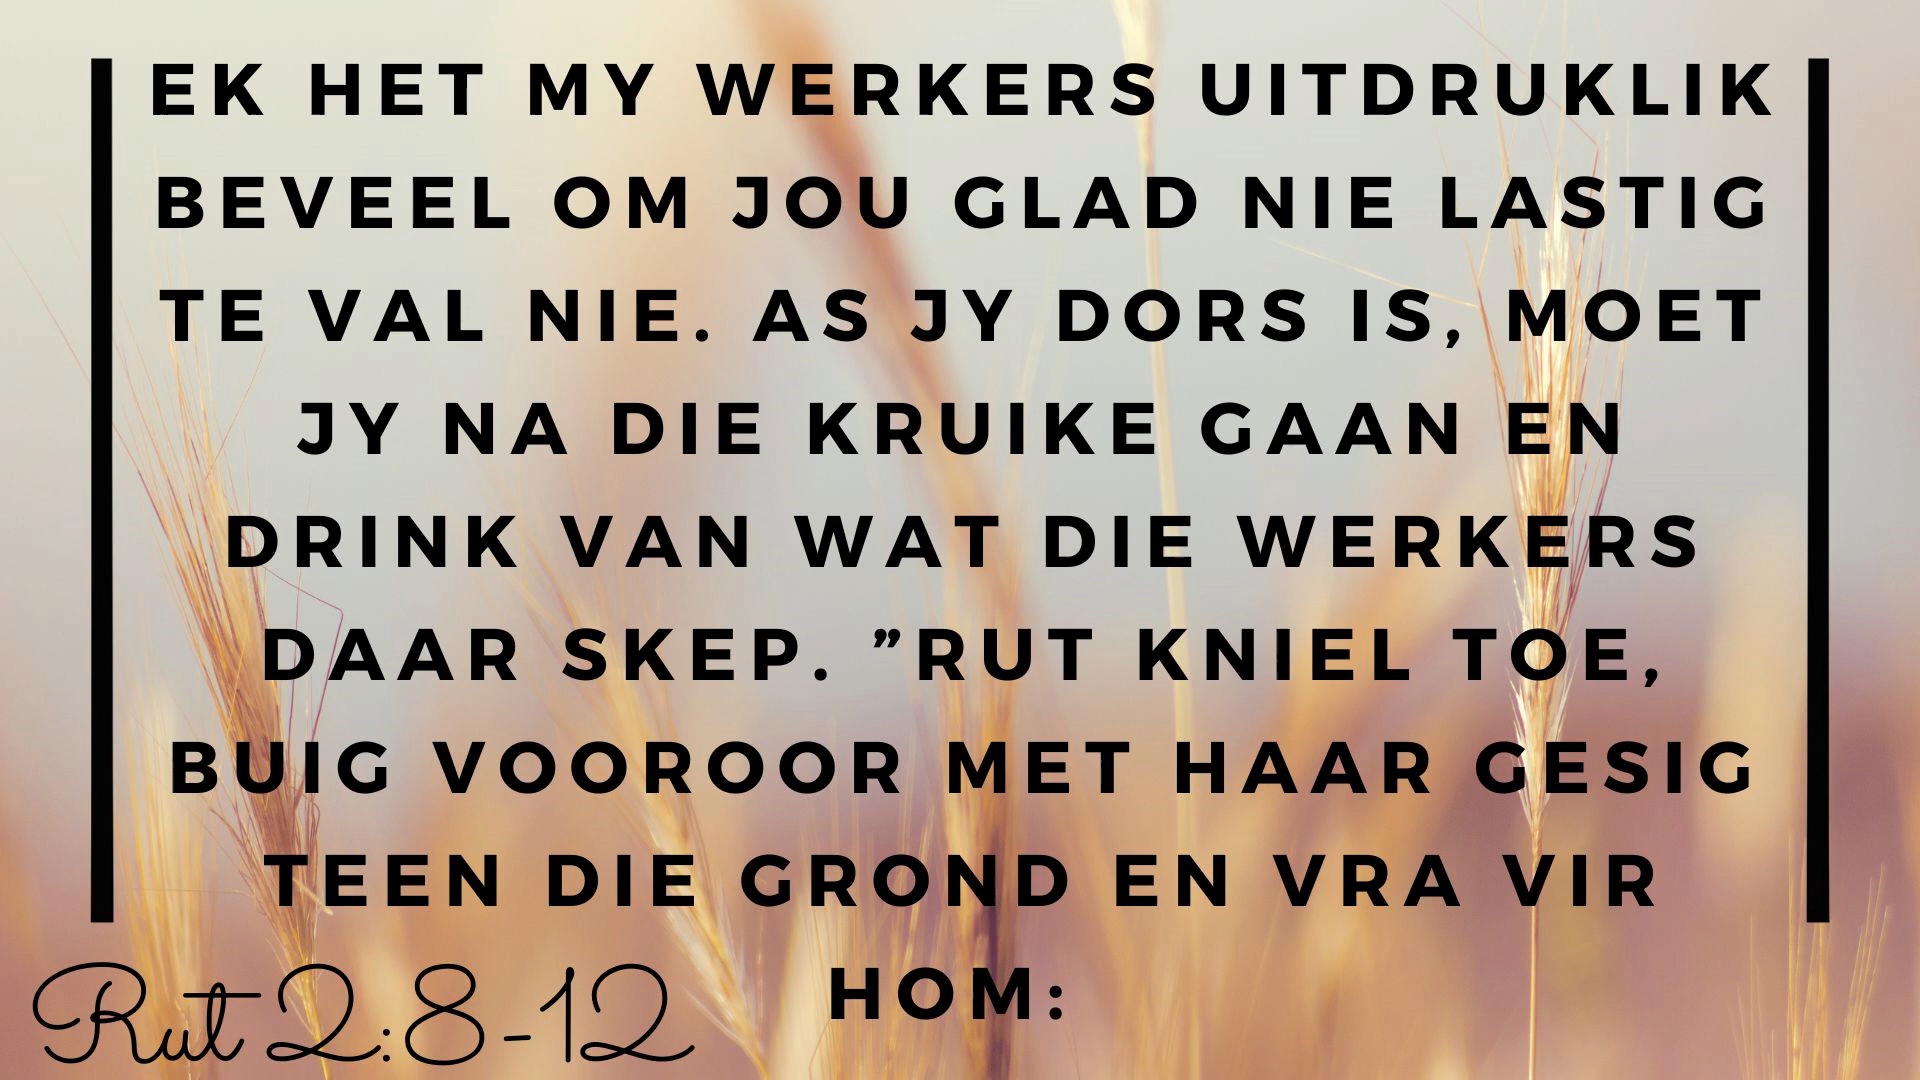 EK HET MY WERKERS UITDRUKLIK
BEVEEL OM JOU GLAD NIE LASTIG
TE VAL NIE. AS JY DORS IS, MOET
JY NA DIE KRUIKE GAAN EN
DRINK VAN WAT DIE WERKERS
DAAR SKEP. ”RUT KNIEL TOE,
BUIG VOOROOR MET HAAR GESIG
TEEN DIE GROND EN VRA VIR
HOM:
Rut 2:8-12